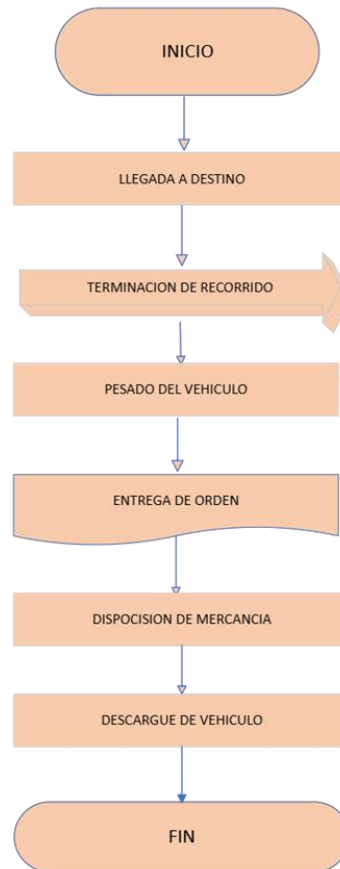 INICIO
LLEGADA A DESTINO
TERMINACION DE RECORRIDO
PESADO DEL VEHICULO
ENTREGA DE ORDEN
DISPOCISION DE MERCANCIA
DESCARGUE DE VEHICULO
FIN